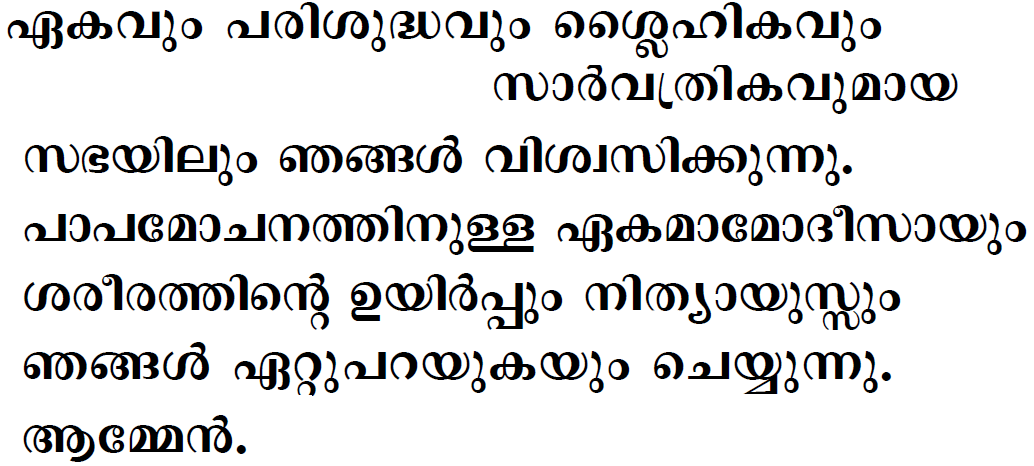 ഏകവും പരിശുദ്ധവും ശ്ലൈഹികവും
സാർവത്രികവുമായ
സഭയിലും ഞങ്ങൾ വിശ്വസിക്കുന്നു.
പാപമോചനത്തിനുള്ള ഏകമാമോദീസായും
ശരീരത്തിന്റെ ഉയിർപ്പും നിത്യായുസ്സും
ഞങ്ങൾ ഏറ്റുപറയുകയും ചെയ്യുന്നു.
ആമ്മേൻ.